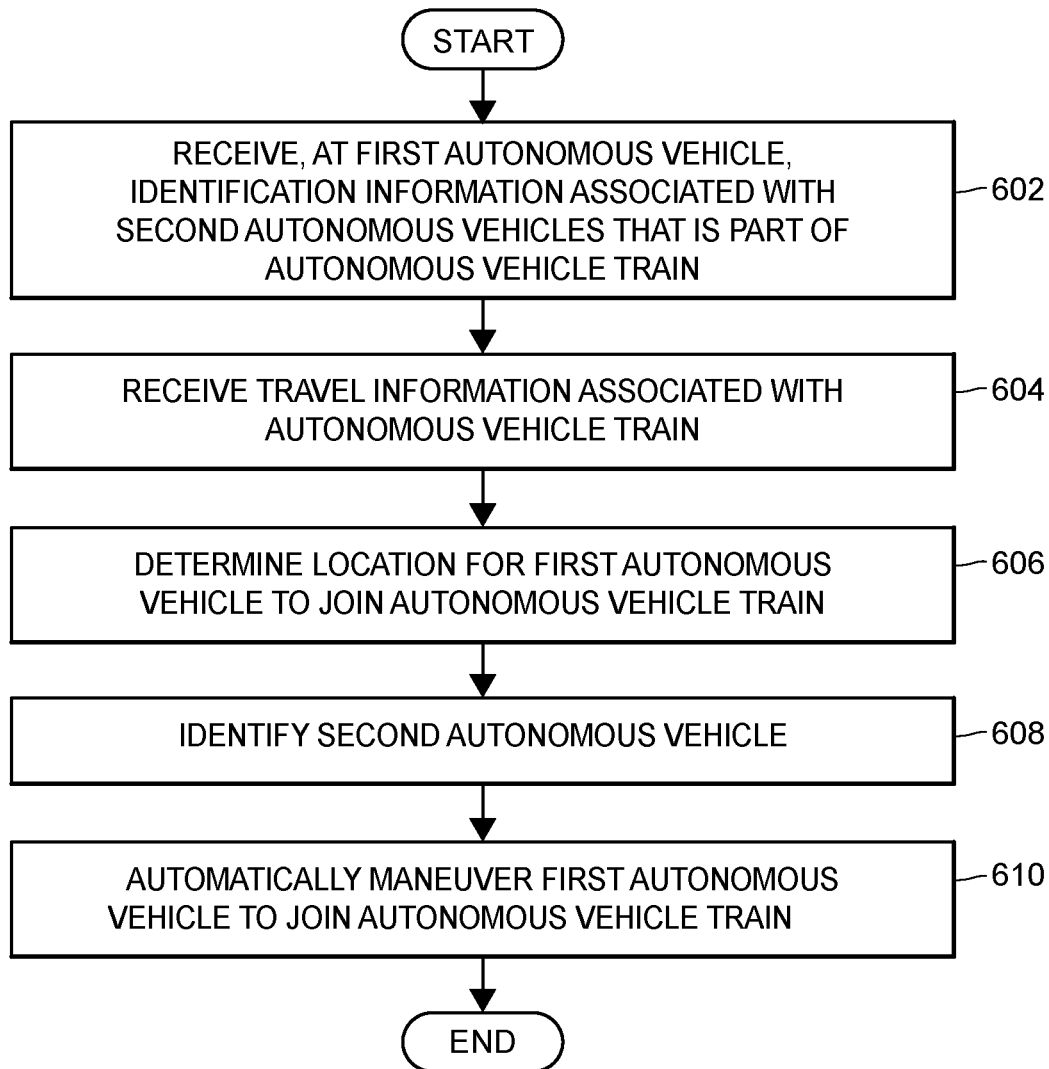 START
RECEIVE, AT FIRST AUTONOMOUS VEHICLE,
IDENTIFICATION INFORMATION ASSOCIATED WITH
SECOND AUTONOMOUS VEHICLES THAT IS PART OF
AUTONOMOUS VEHICLE TRAIN
602
RECEIVE TRAVEL INFORMATION ASSOCIATED WITH
AUTONOMOUS VEHICLE TRAIN
604
DETERMINE LOCATION FOR FIRST AUTONOMOUS
VEHICLE TO JOIN AUTONOMOUS VEHICLE TRAIN
606
IDENTIFY SECOND AUTONOMOUS VEHICLE
608
AUTOMATICALLY MANEUVER FIRST AUTONOMOUS
VEHICLE TO JOIN AUTONOMOUS VEHICLE TRAIN
610
END